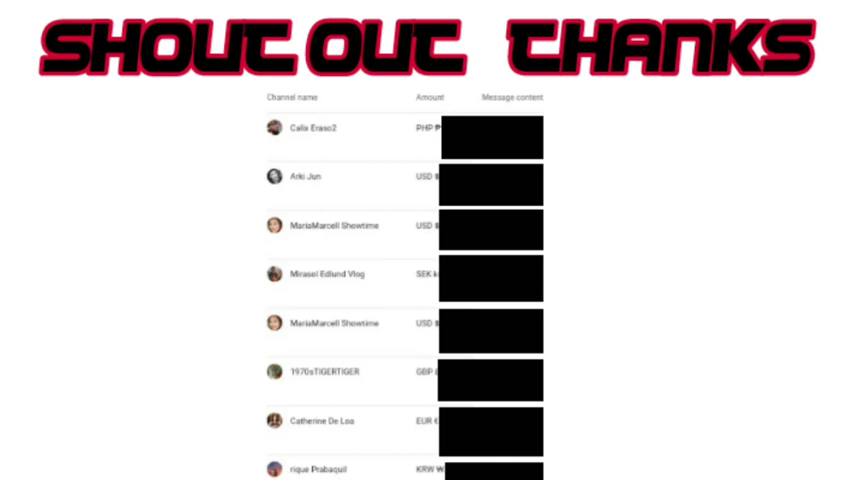 SHOUT OUT THANKS
Channel name Amount Message content
Calix Eraso2 PHP ₱
Arki Jun USD $
MariaMarcell Showtime USD $
Mirasol Edlund Vlog SEK k
MariaMarcell Showtime USD $
1970sTIGERTIGER GBP £
Catherine De Loa EUR €
rique Prabaquil KRW ₩